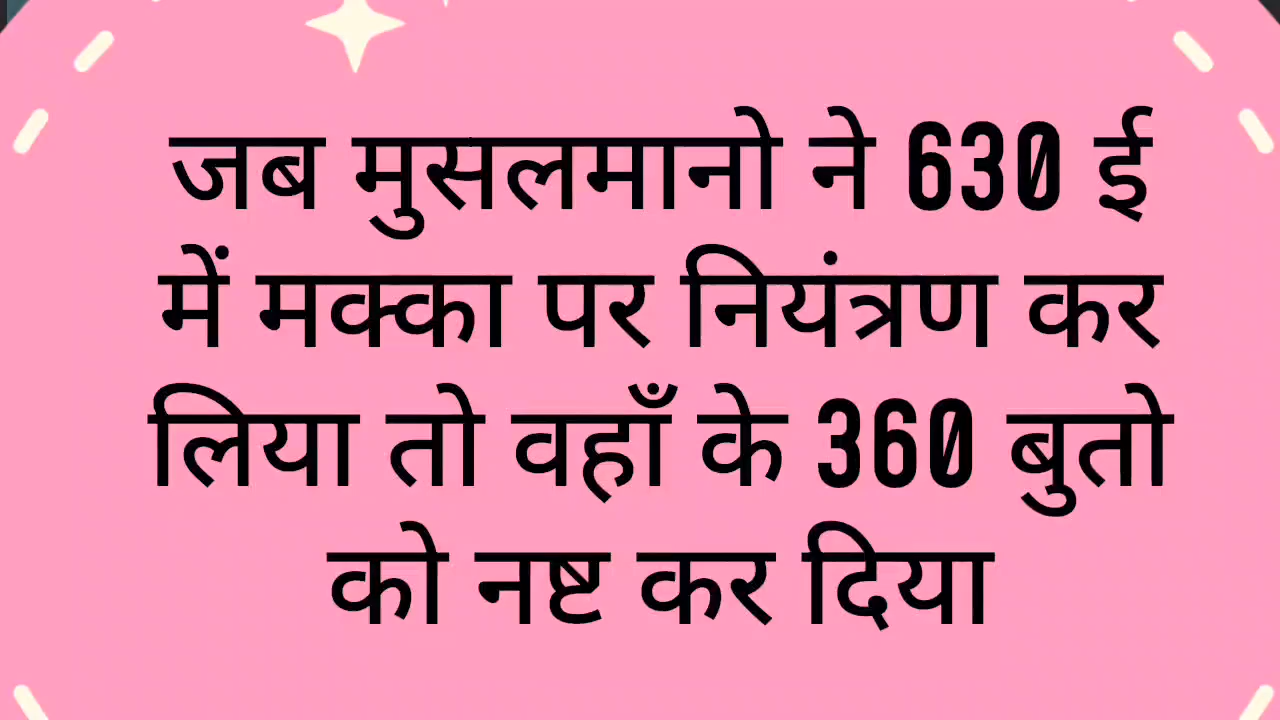 जब मुसलमानो ने 630 ई
में मक्का पर नियंत्रण कर
लिया तो वहाँ के 360 बुतो
को नष्ट कर दिया